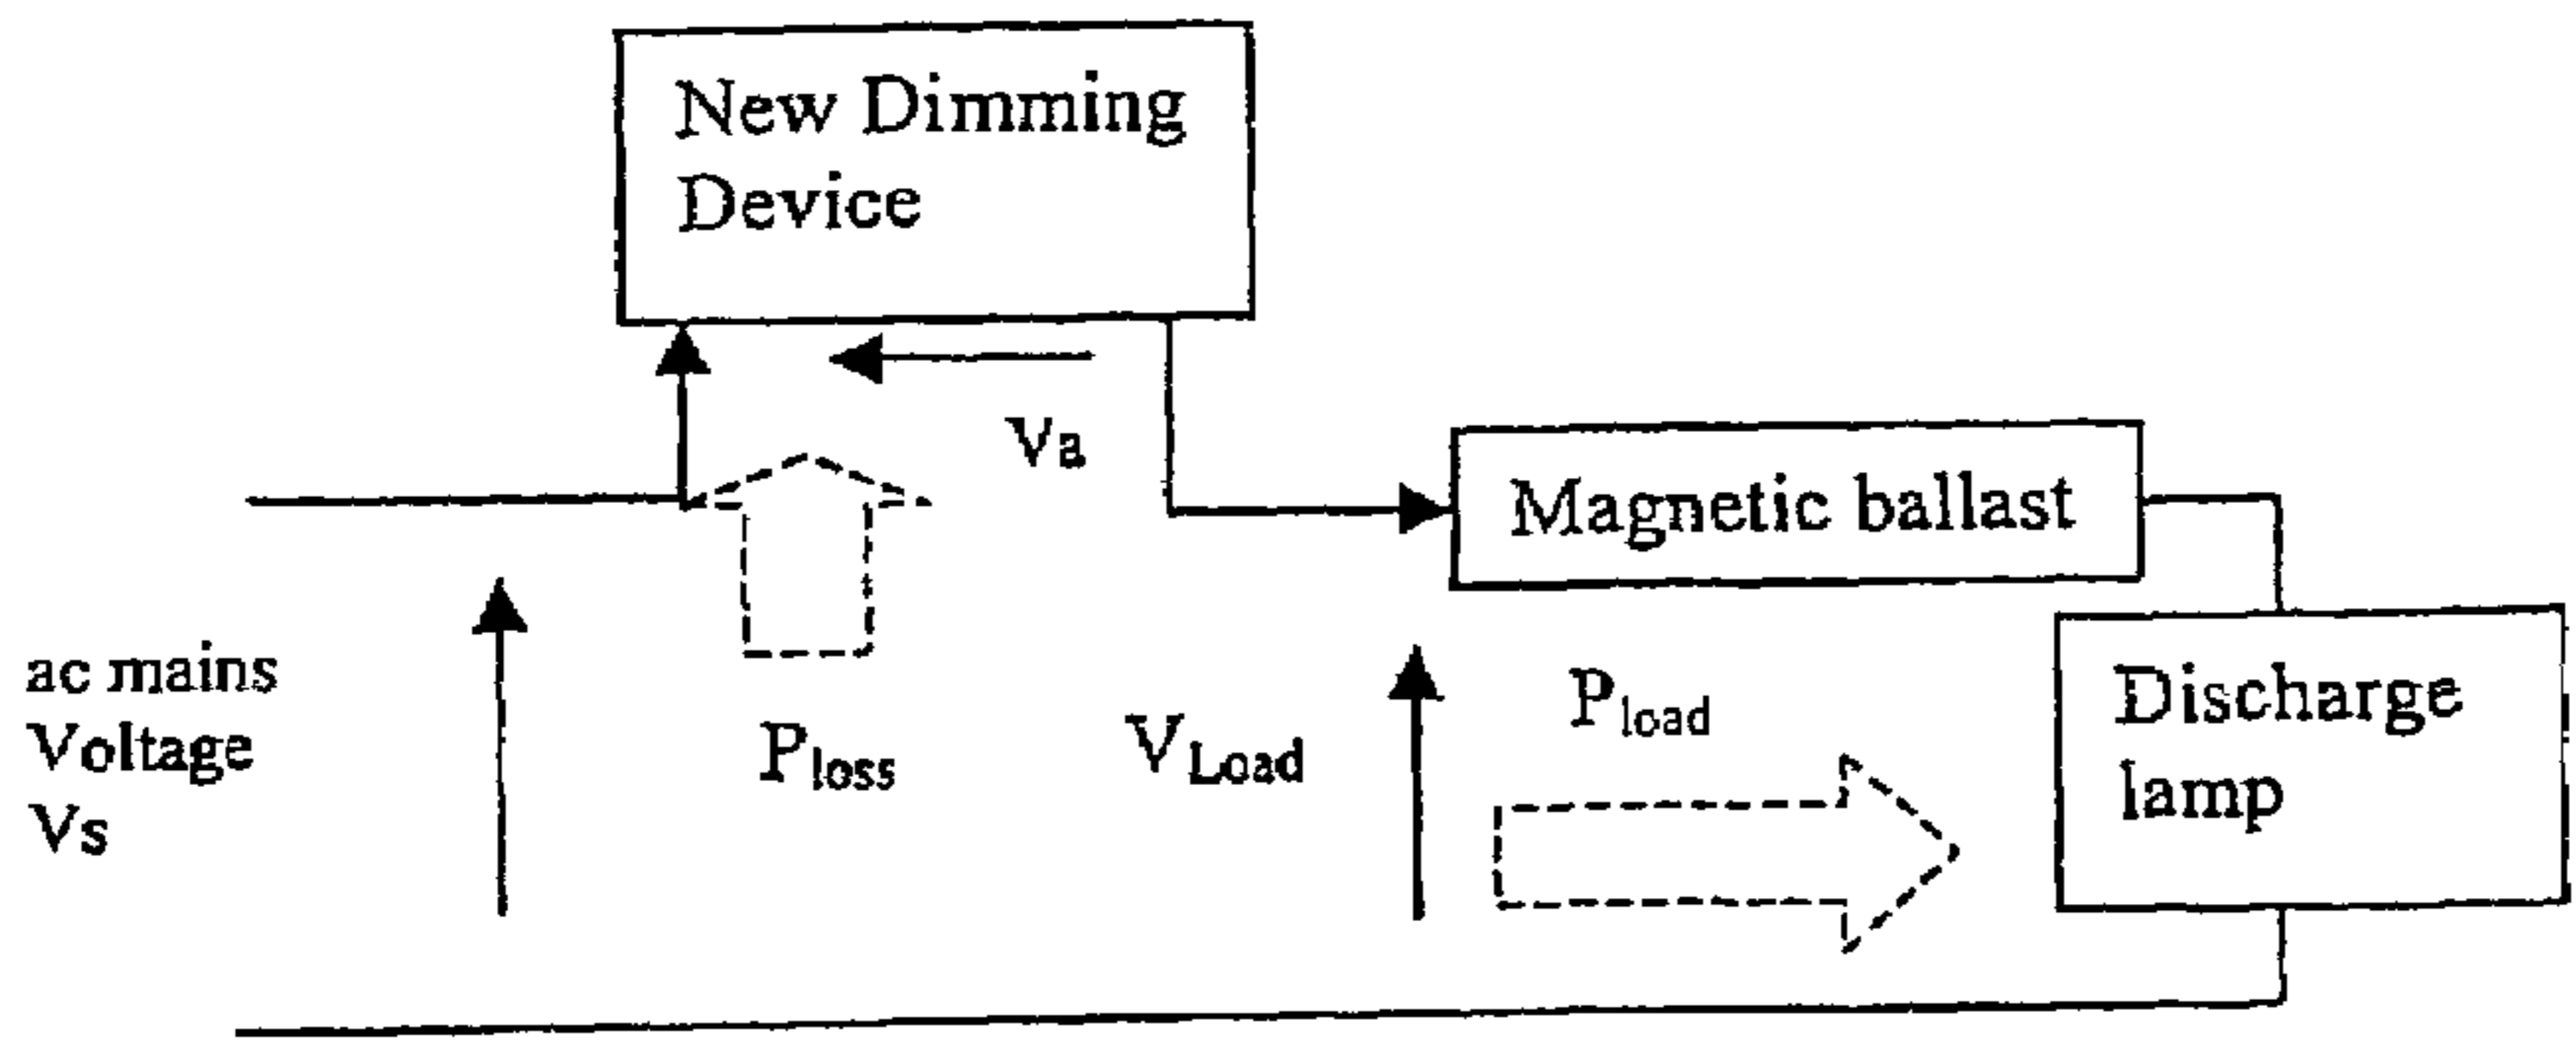 New Dimming
Device
Va
Magnetic ballast
ac mains
Voltage
Vs
Ploss
VLoad
Pload
Discharge
lamp